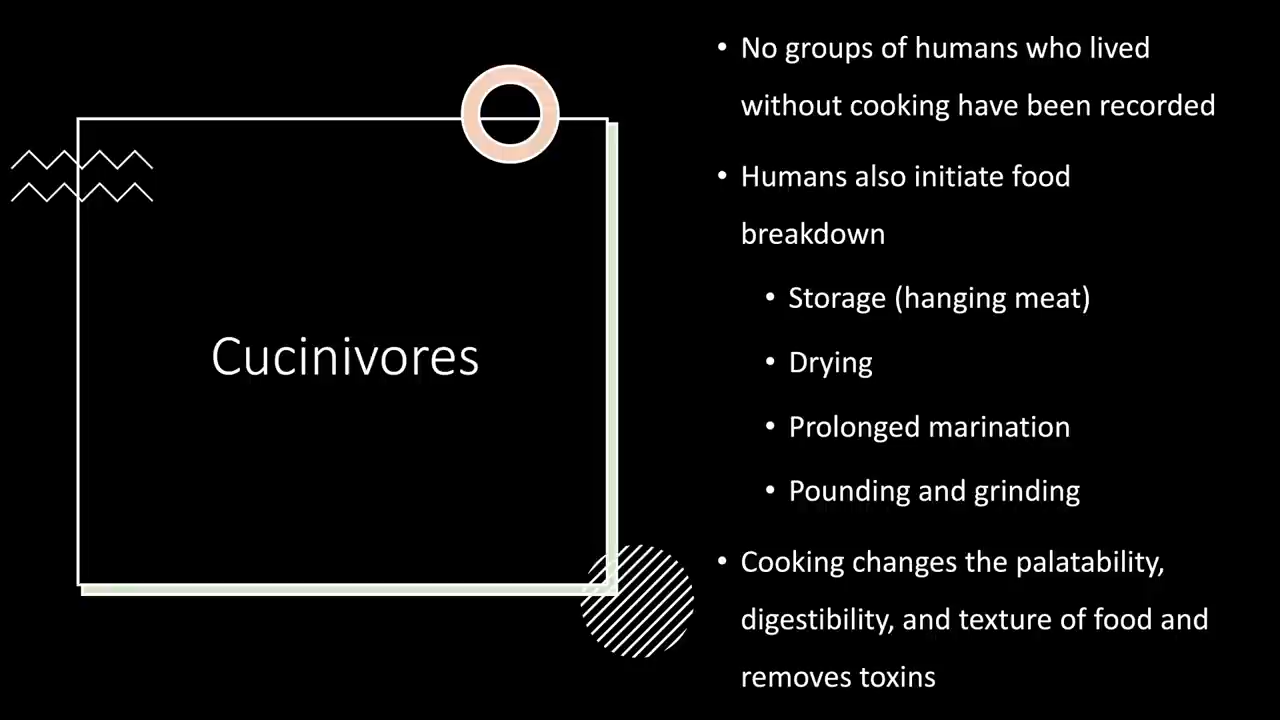 Cucinivores
• No groups of humans who lived
without cooking have been recorded
• Humans also initiate food
breakdown
• Storage (hanging meat)
• Drying
• Prolonged marination
• Pounding and grinding
• Cooking changes the palatability,
digestibility, and texture of food and
removes toxins